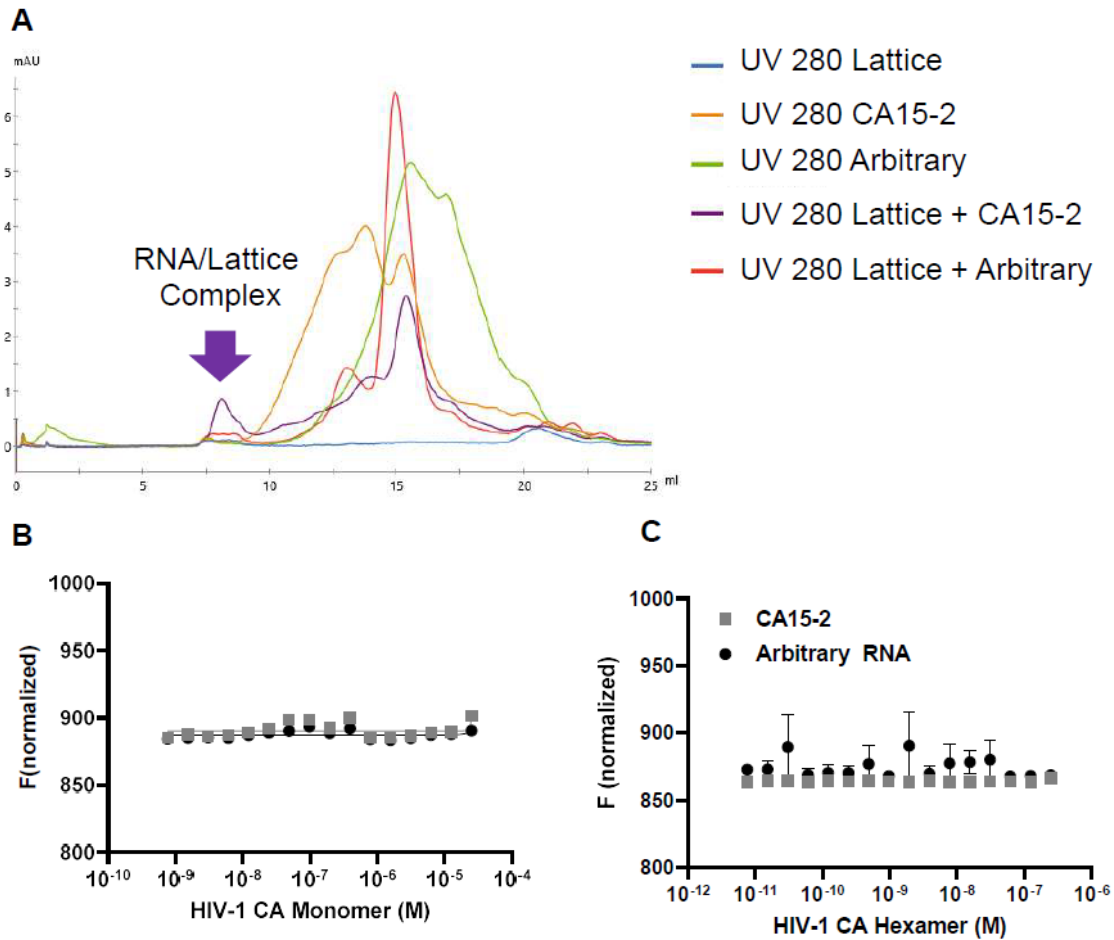 A
mAU
6
5
4
3
2
1
0
0
5
10
15
20
25
ml
RNA/Lattice
Complex
UV 280 Lattice
UV 280 CA15-2
UV 280 Arbitrary
UV 280 Lattice + CA15-2
UV 280 Lattice + Arbitrary
B
F(normalized)
1000
950
900
850
800
10-10
10-9
10-8
10-7
10-6
10-5
10-4
HIV-1 CA Monomer (M)
C
F (normalized)
1000
950
900
850
800
CA15-2
Arbitrary RNA
10-12
10-11
10-10
10-9
10-8
10-7
10-6
HIV-1 CA Hexamer (M)